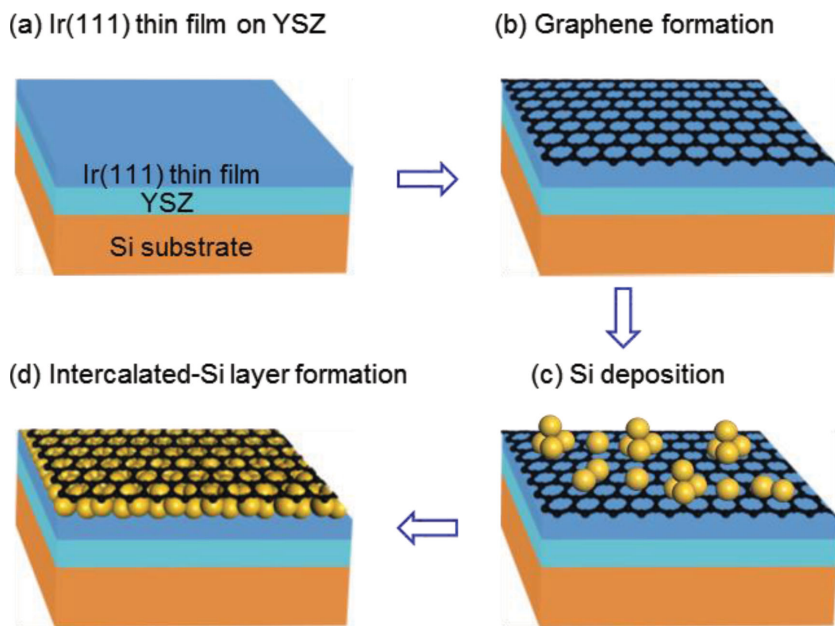 (a) Ir(111) thin film on YSZ
Ir(111) thin film
YSZ
Si substrate
(b) Graphene formation
(c) Si deposition
(d) Intercalated-Si layer formation